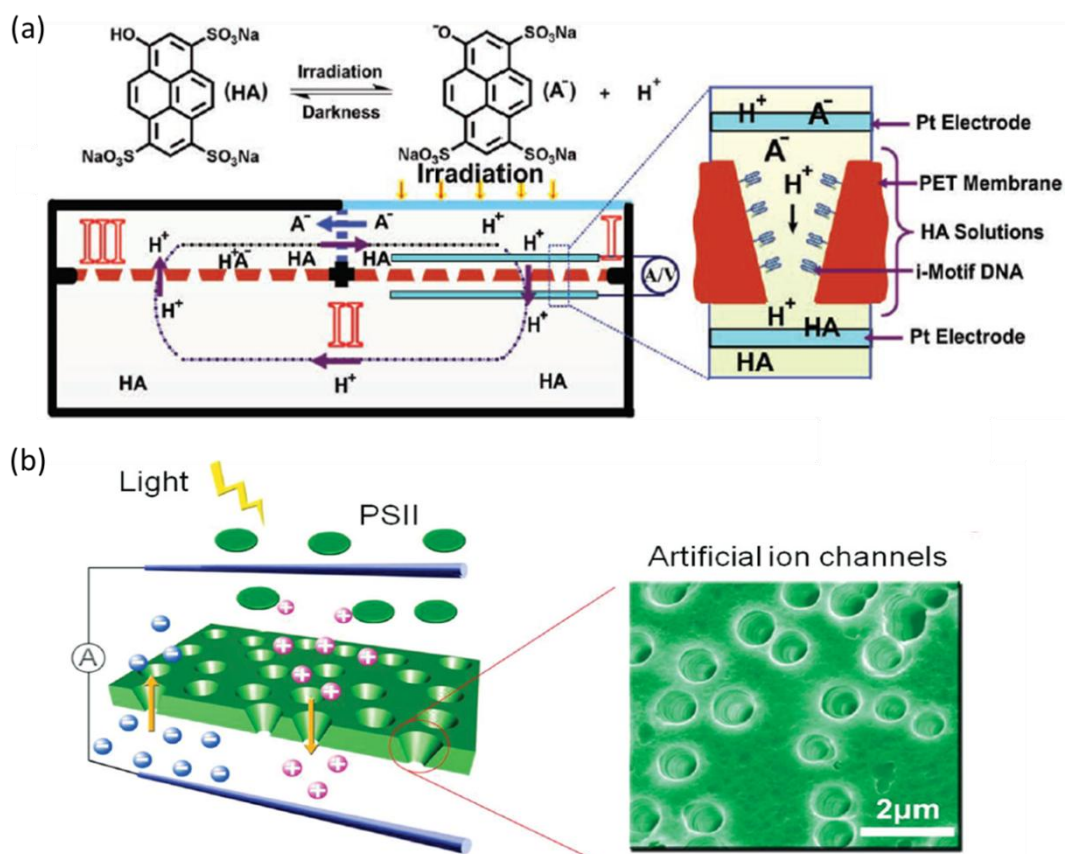 (a)
HO
SO₃Na
NaO₃S
SO₃Na
(HA)
Irradiation
Darkness
⁻O
SO₃Na
NaO₃S
SO₃Na
(A⁻) + H⁺
Irradiation
III
A⁻
A⁻
H⁺
I
H⁺
H⁺
HA
HA
H⁺
A/V
H⁺
II
H⁺
HA
H⁺
HA
H⁺
A⁻
Pt Electrode
A⁻
H⁺
PET Membrane
HA Solutions
i-Motif DNA
H⁺
HA
Pt Electrode
HA
(b)
Light
PSII
Artificial ion channels
A
2μm